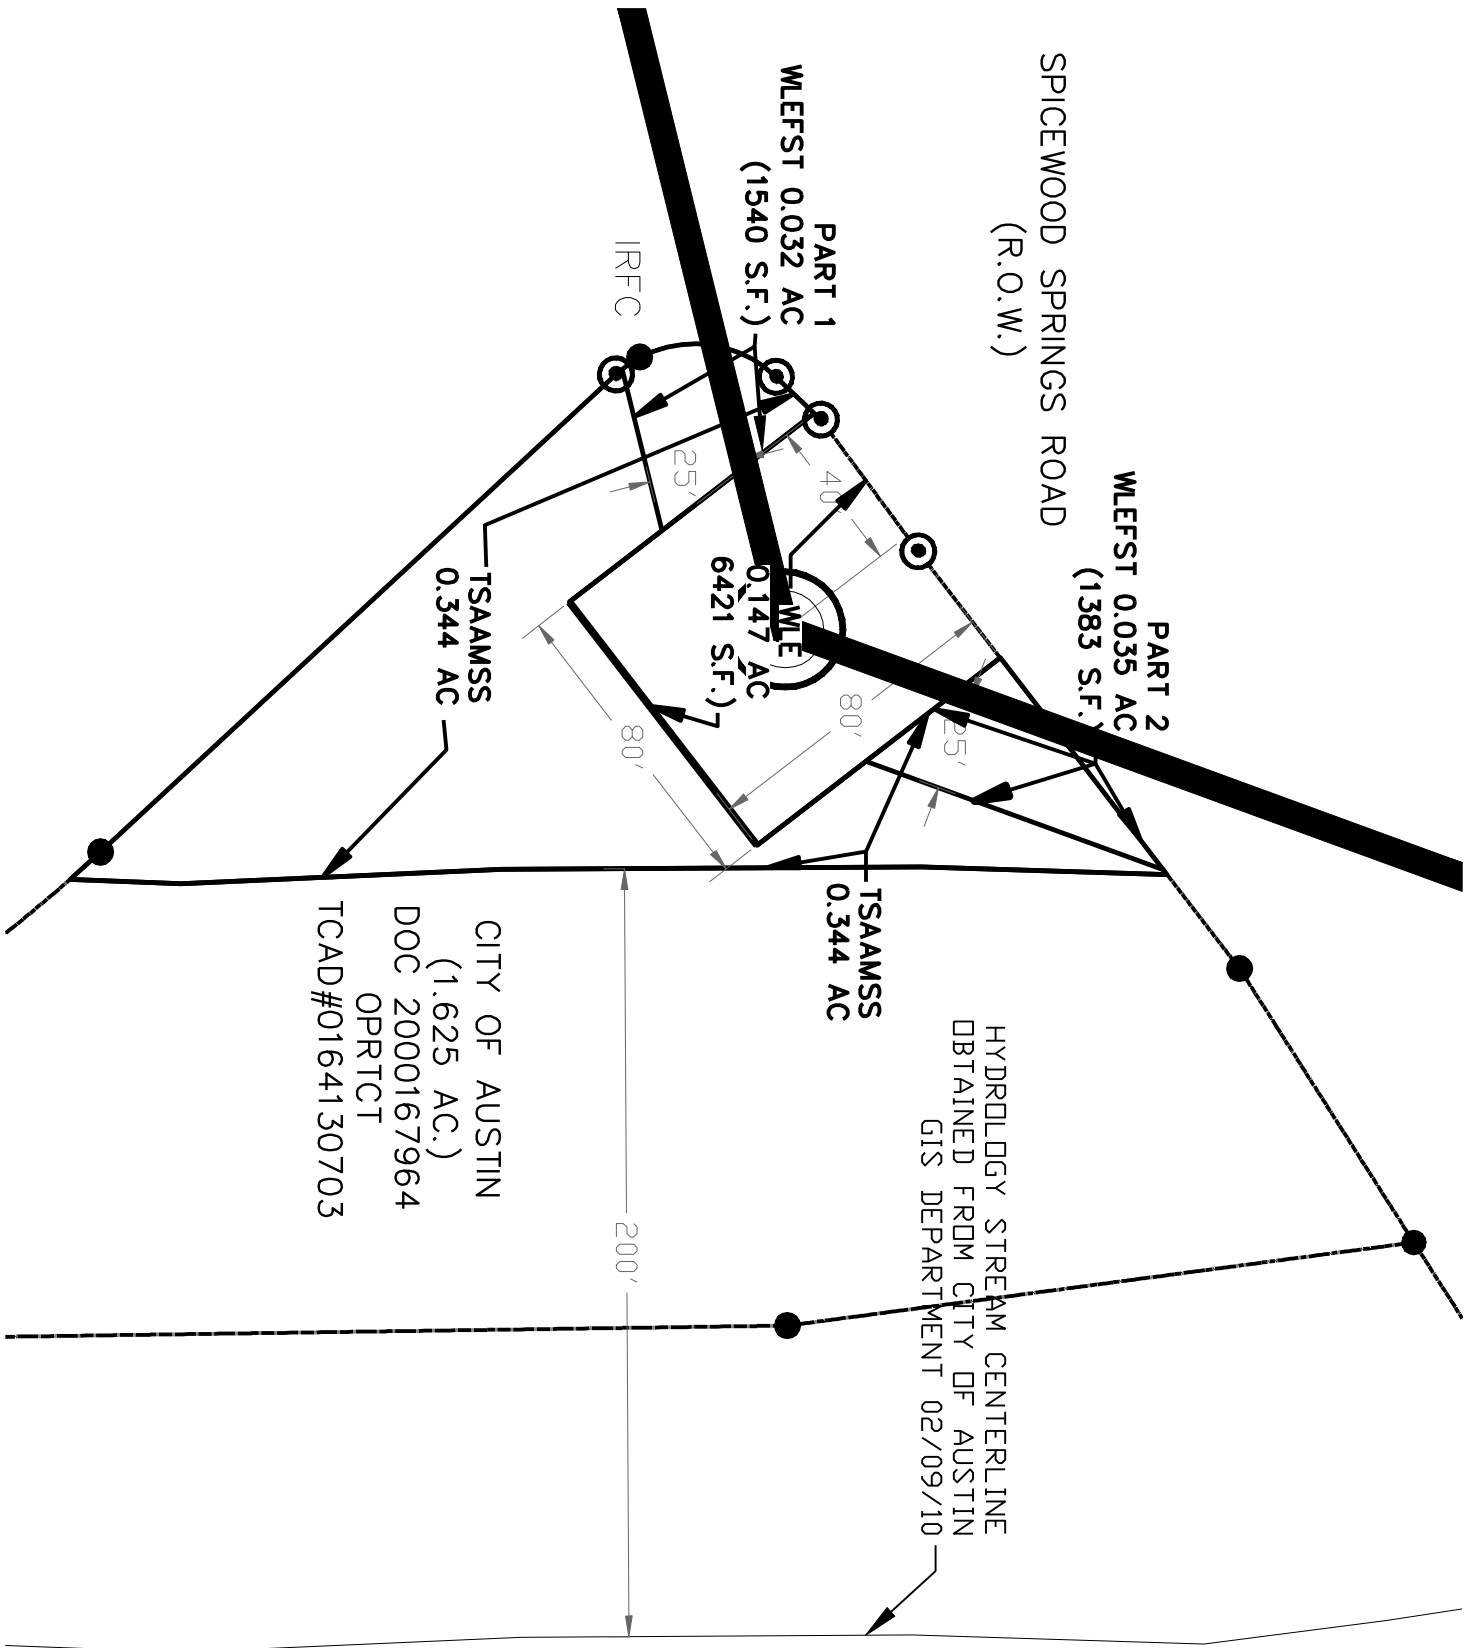 SPICEWOOD SPRINGS ROAD
(R.O.W.)
PART 1
WLEFST 0.032 AC
(1540 S.F.)
PART 2
WLEFST 0.035 AC
(1383 S.F.)
IRFC
25'
40'
WLE
0.147 AC
6421 S.F.)
80'
80'
25'
TSAAMSS
0.344 AC
TSAAMSS
0.344 AC
CITY OF AUSTIN
(1.625 AC.)
DOC 2000167964
OPRTCT
TCAD#0164130703
HYDROLOGY STREAM CENTERLINE
OBTAINED FROM CITY OF AUSTIN
GIS DEPARTMENT 02/09/10
200'